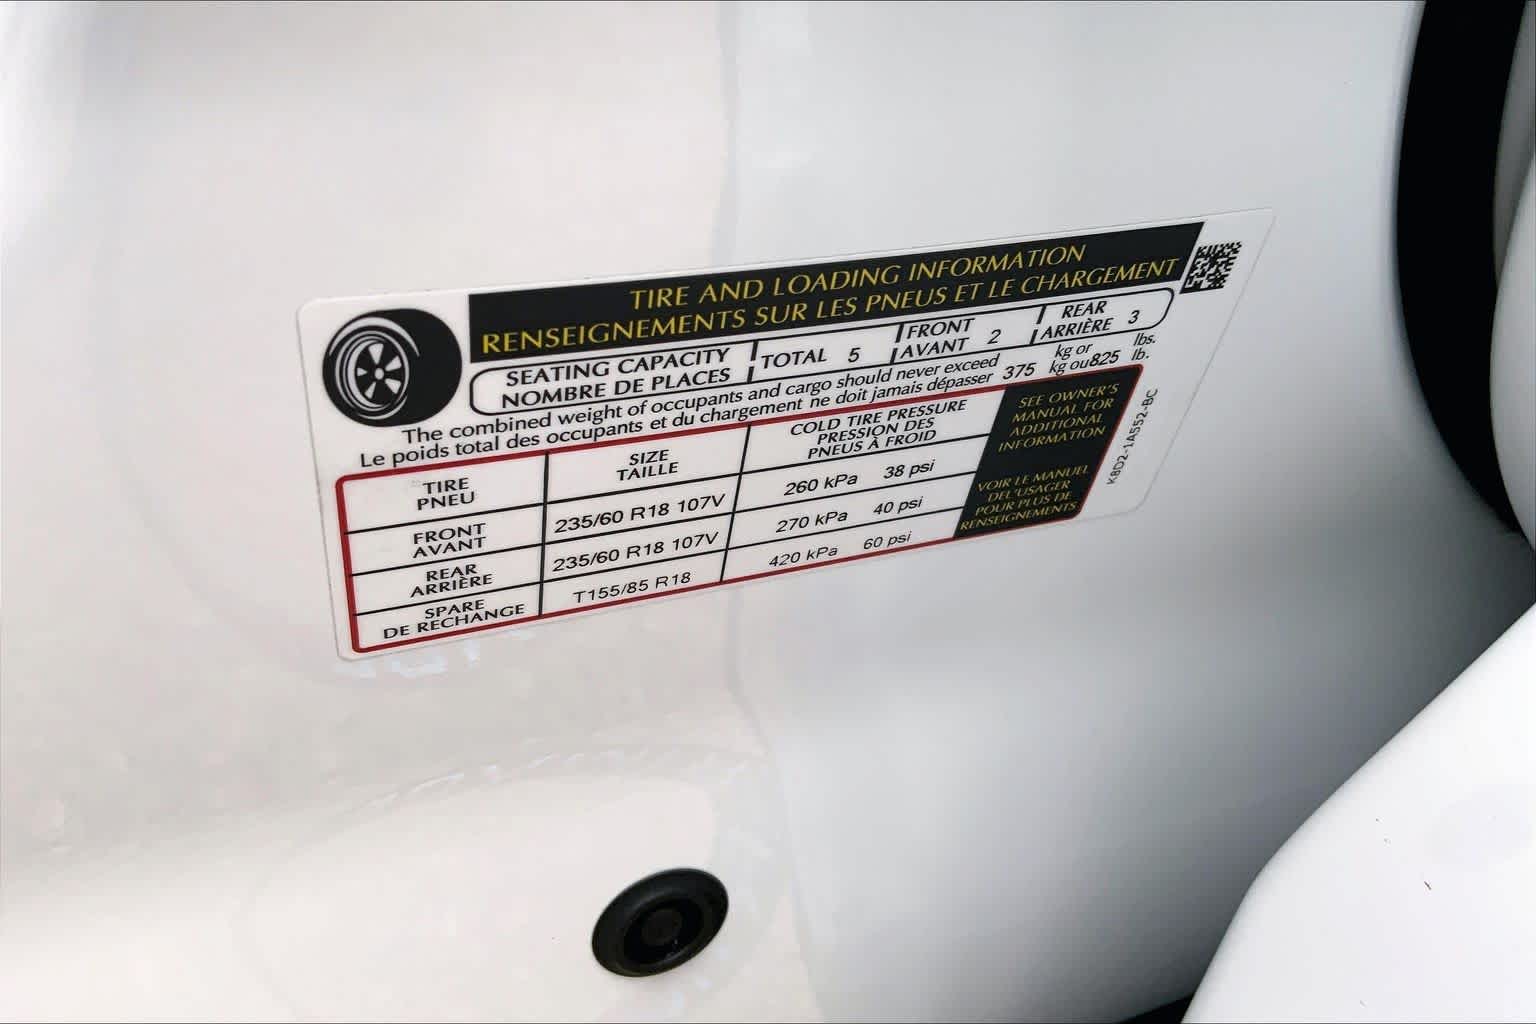 TIRE AND LOADING INFORMATION
RENSEIGNEMENTS SUR LES PNEUS ET LE CHARGEMENT
SEATING CAPACITY
NOMBRE DE PLACES
TOTAL 5
FRONT
AVANT 2
REAR
ARRIÈRE 3
The combined weight of occupants and cargo should never exceed 375 kg or 825 lbs.
Le poids total des occupants et du chargement ne doit jamais dépasser kg ou lb.
TIRE
PNEU
SIZE
TAILLE
COLD TIRE PRESSURE
PRESSION DES
PNEUS À FROID
FRONT
AVANT
235/60 R18 107V
260 kPa 38 psi
REAR
ARRIÈRE
235/60 R18 107V
270 kPa 40 psi
SPARE
DE RECHANGE
T155/85 R18
420 kPa 60 psi
SEE OWNER'S
MANUAL FOR
ADDITIONAL
INFORMATION
VOIR LE MANUEL
DEL'USAGER
POUR PLUS DE
RENSEIGNEMENTS
K8D2-1A552-BC